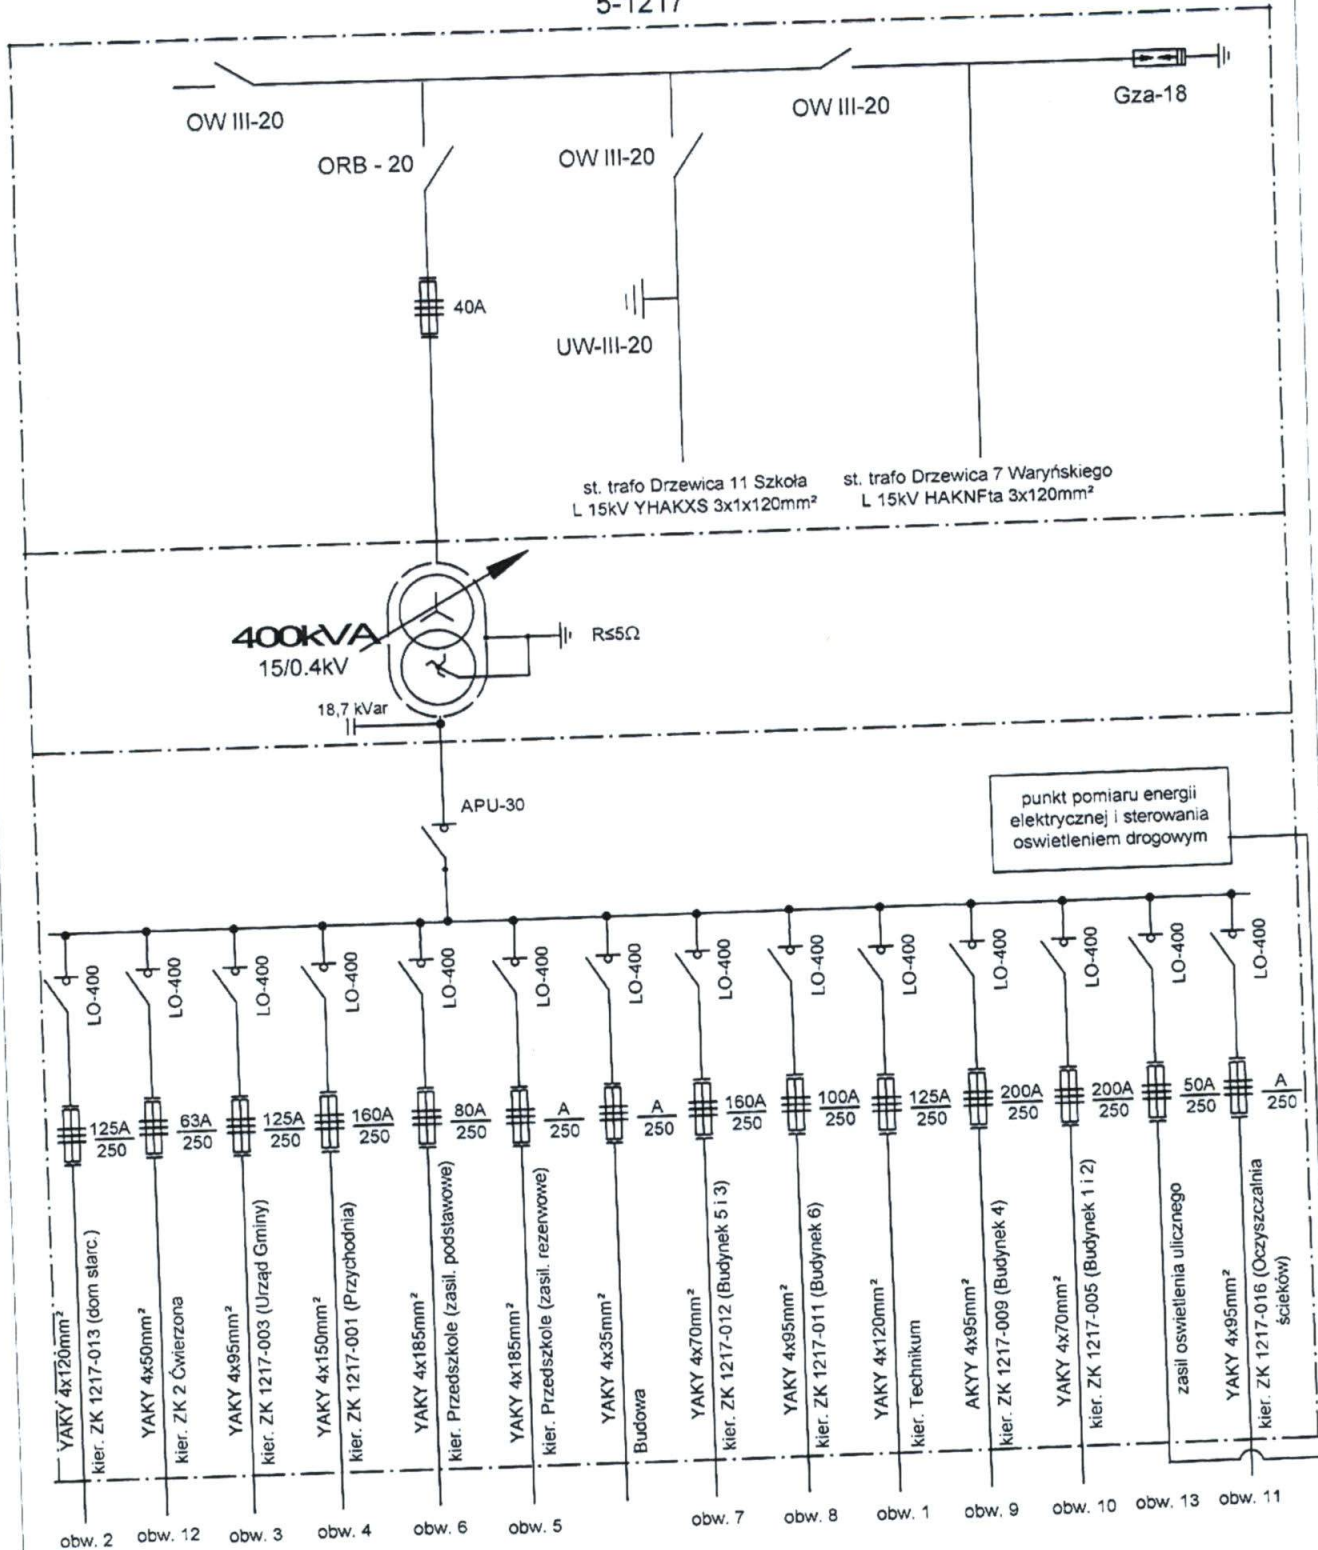 5-1217
OW III-20
ORB - 20
OW III-20
OW III-20
Gza-18
40A
UW-III-20
st. trafo Drzewica 11 Szkoła
L 15kV YHAKXS 3x1x120mm²
st. trafo Drzewica 7 Waryńskiego
L 15kV HAKNFta 3x120mm²
400kVA
15/0.4kV
R≤5Ω
18,7 kVar
APU-30
punkt pomiaru energii
elektrycznej i sterowania
oswietleniem drogowym
LO-400
LO-400
LO-400
LO-400
LO-400
LO-400
LO-400
LO-400
LO-400
LO-400
LO-400
LO-400
LO-400
LO-400
125A
250
63A
250
125A
250
160A
250
80A
250
A
250
A
250
160A
250
100A
250
125A
250
200A
250
200A
250
50A
250
A
250
YAKY 4x120mm²
kier. ZK 1217-013 (dom starc.)
YAKY 4x50mm²
kier. ZK 2 Ćwierzona
YAKY 4x95mm²
kier. ZK 1217-003 (Urząd Gminy)
YAKY 4x150mm²
kier. ZK 1217-001 (Przychodnia)
YAKY 4x185mm²
kier. Przedszkole (zasil. podstawowe)
YAKY 4x185mm²
kier. Przedszkole (zasil. rezerwowe)
YAKY 4x35mm²
Budowa
YAKY 4x70mm²
kier. ZK 1217-012 (Budynek 5 i 3)
YAKY 4x95mm²
kier. ZK 1217-011 (Budynek 6)
YAKY 4x120mm²
kier. Technikum
AKYY 4x95mm²
kier. ZK 1217-009 (Budynek 4)
YAKY 4x70mm²
kier. ZK 1217-005 (Budynek 1 i 2)
zasil oswietlenia ulicznego
YAKY 4x95mm²
kier. ZK 1217-016 (Oczyszczalnia
ścieków)
obw. 2
obw. 12
obw. 3
obw. 4
obw. 6
obw. 5
obw. 7
obw. 8
obw. 1
obw. 9
obw. 10
obw. 13
obw. 11